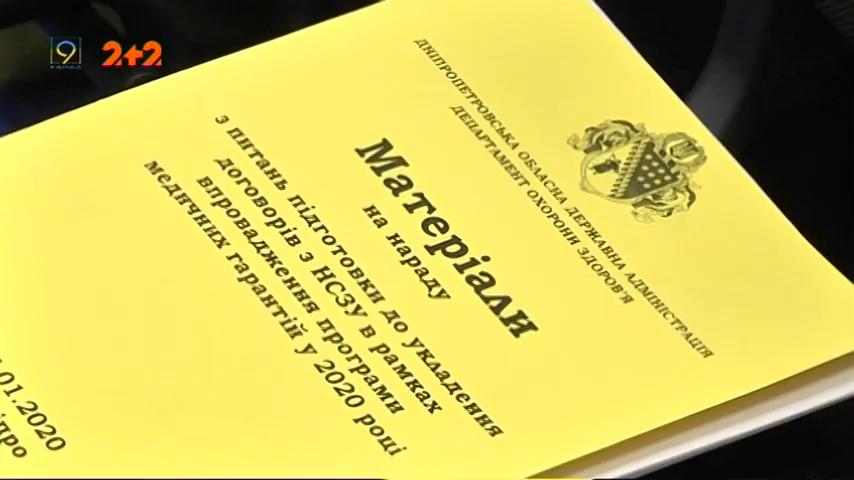 9
КАНАЛ
2+2
ДНІПРОПЕТРОВСЬКА ОБЛАСНА ДЕРЖАВНА АДМІНІСТРАЦІЯ
ДЕПАРТАМЕНТ ОХОРОНИ ЗДОРОВ'Я
Матеріали
на нараду
з питань підготовки до укладення
договорів з НСЗУ в рамках
впровадження програми
медичних гарантій у 2020 році
.01.2020